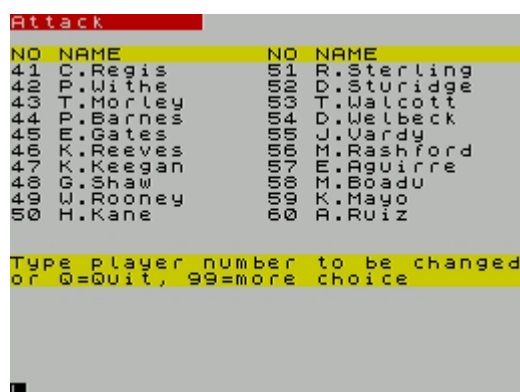 Attack
NO NAME NO NAME
41 C.Regis 51 R.Sterling
42 P.Withe 52 D.Sturidge
43 T.Morley 53 T.Walcott
44 P.Barnes 54 D.Welbeck
45 E.Gates 55 J.Vardy
46 K.Reeves 56 M.Rashford
47 K.Keegan 57 E.Aguirre
48 G.Shaw 58 M.Boadu
49 W.Rooney 59 K.Mayo
50 H.Kane 60 A.Ruiz
Type player number to be changed
or Q=Quit, 99=more choice
L